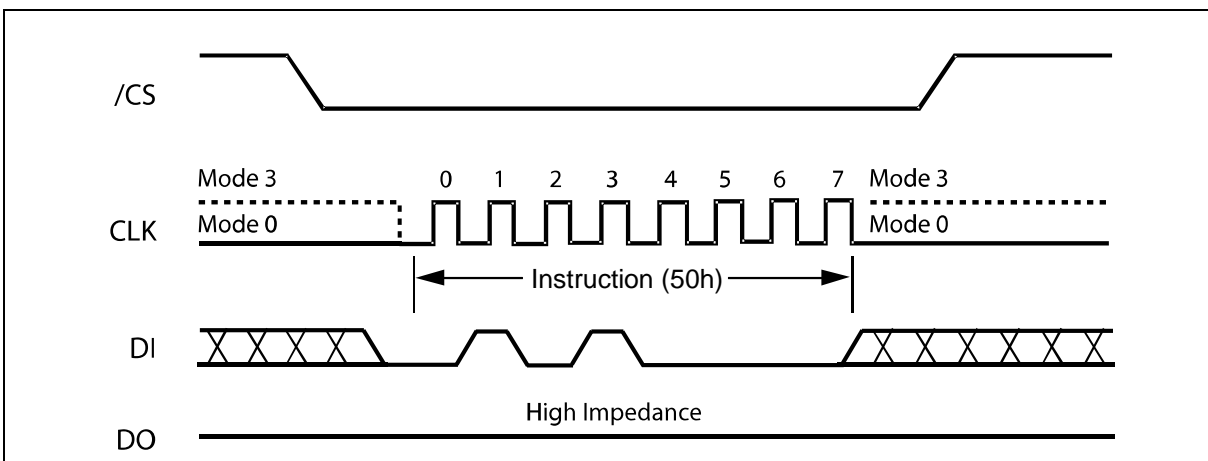 /CS
Mode 3 0 1 2 3 4 5 6 7 Mode 3
CLK Mode 0 Mode 0
Instruction (50h)
DI
High Impedance
DO